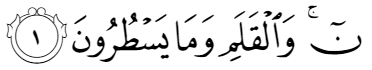 نٓۚ وَٱلْقَلَمِ وَمَا يَسْطُرُونَ ١